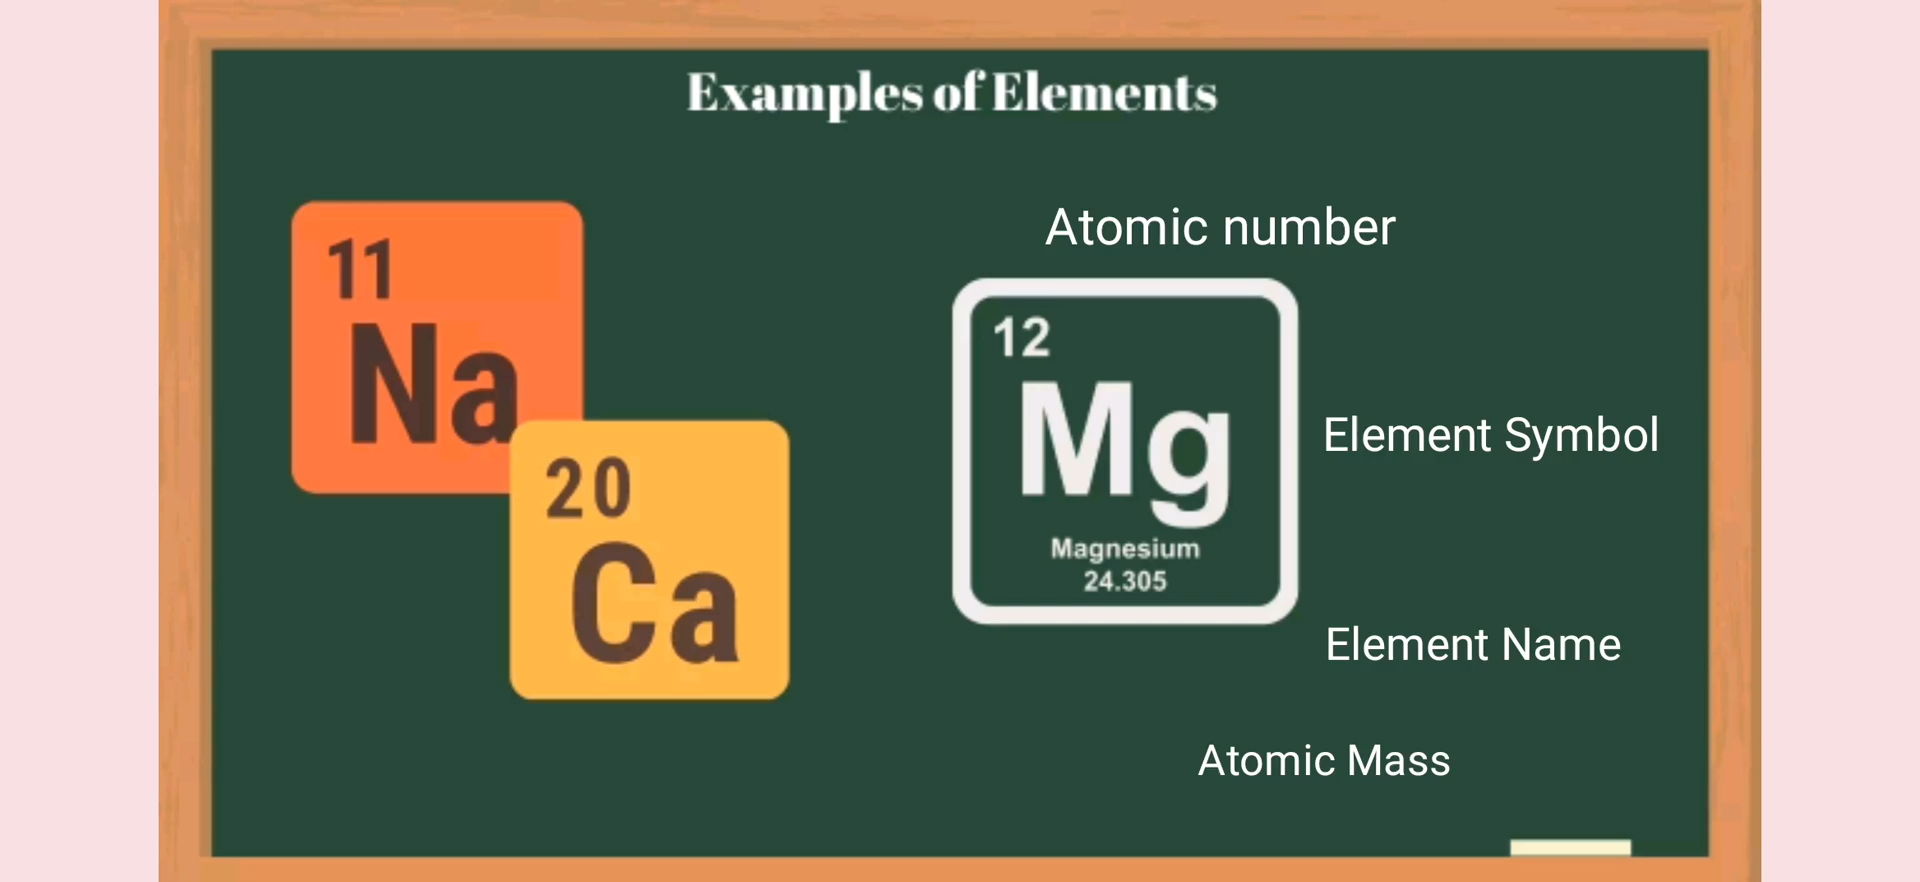 Examples of Elements
11
Na
20
Ca
Atomic number
12
Mg
Magnesium
24.305
Element Symbol
Element Name
Atomic Mass